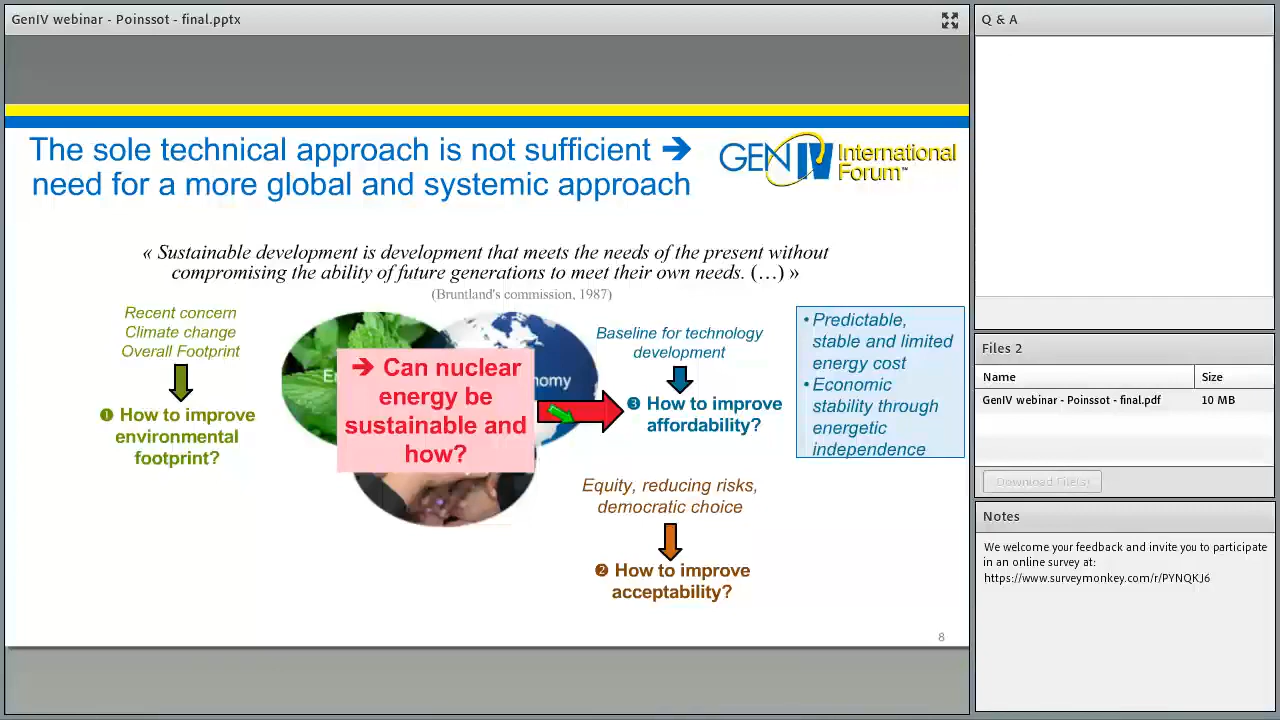 GenIV webinar - Poinssot - final.pptx
The sole technical approach is not sufficient ➔
need for a more global and systemic approach
GENIV International
Forum™
« Sustainable development is development that meets the needs of the present without
compromising the ability of future generations to meet their own needs. (…) »
(Bruntland's commission, 1987)
Recent concern
Climate change
Overall Footprint
❶ How to improve
environmental
footprint?
➔ Can nuclear
energy be
sustainable and
how?
Baseline for technology
development
❸ How to improve
affordability?
• Predictable,
stable and limited
energy cost
• Economic
stability through
energetic
independence
Equity, reducing risks,
democratic choice
❷ How to improve
acceptability?
8
Q & A
Files 2
Name Size
GenIV webinar - Poinssot - final.pdf 10 MB
Download File(s)
Notes
We welcome your feedback and invite you to participate
in an online survey at:
https://www.surveymonkey.com/r/PYNQKJ6